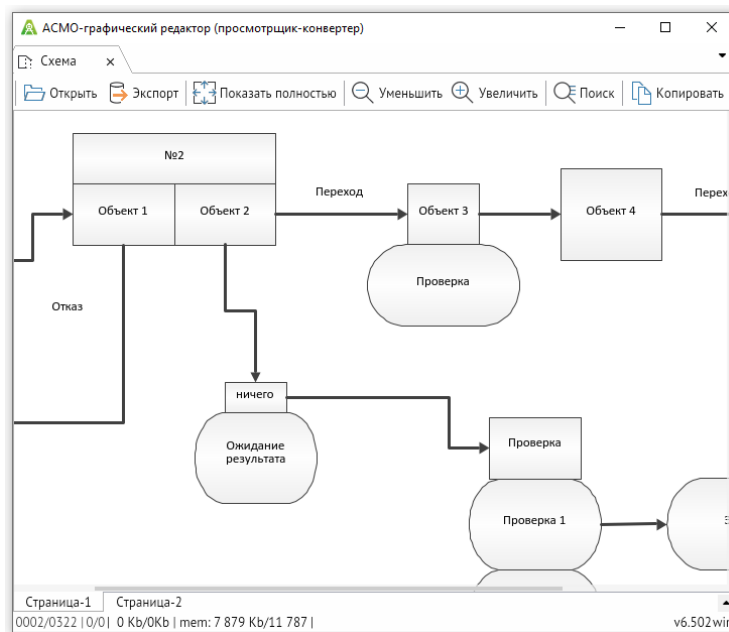 АСМО-графический редактор (просмотрщик-конвертер)
Схема
Открыть Экспорт Показать полностью Уменьшить Увеличить Поиск Копировать
№2
Объект 1 Объект 2 Переход Объект 3 Объект 4 Перех
Проверка
Отказ
ничего
Ожидание
результата
Проверка
Проверка 1
Страница-1 Страница-2
0002/0322 | 0/0 | 0 Kb/0Kb | mem: 7 879 Kb/11 787 | v6.502win